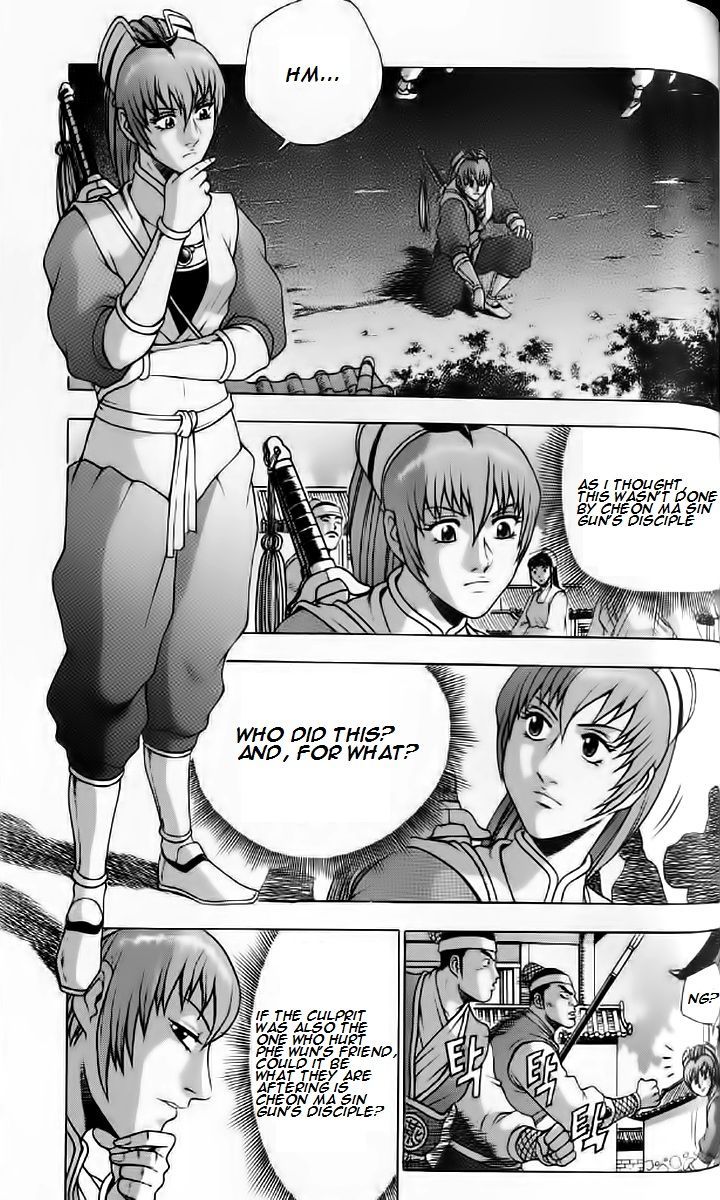 HM...
AS I THOUGHT,
THIS WASN'T DONE
BY CHEON MA SIN
GUN'S DISCIPLE
WHO DID THIS?
AND, FOR WHAT?
IF THE CULPRIT
WAS ALSO THE
ONE WHO HURT
PHE WUN'S FRIEND,
COULD IT BE
WHAT THEY ARE
AFTERING IS
CHEON MA SIN
GUN'S DISCIPLE?
NG?
탁
탁